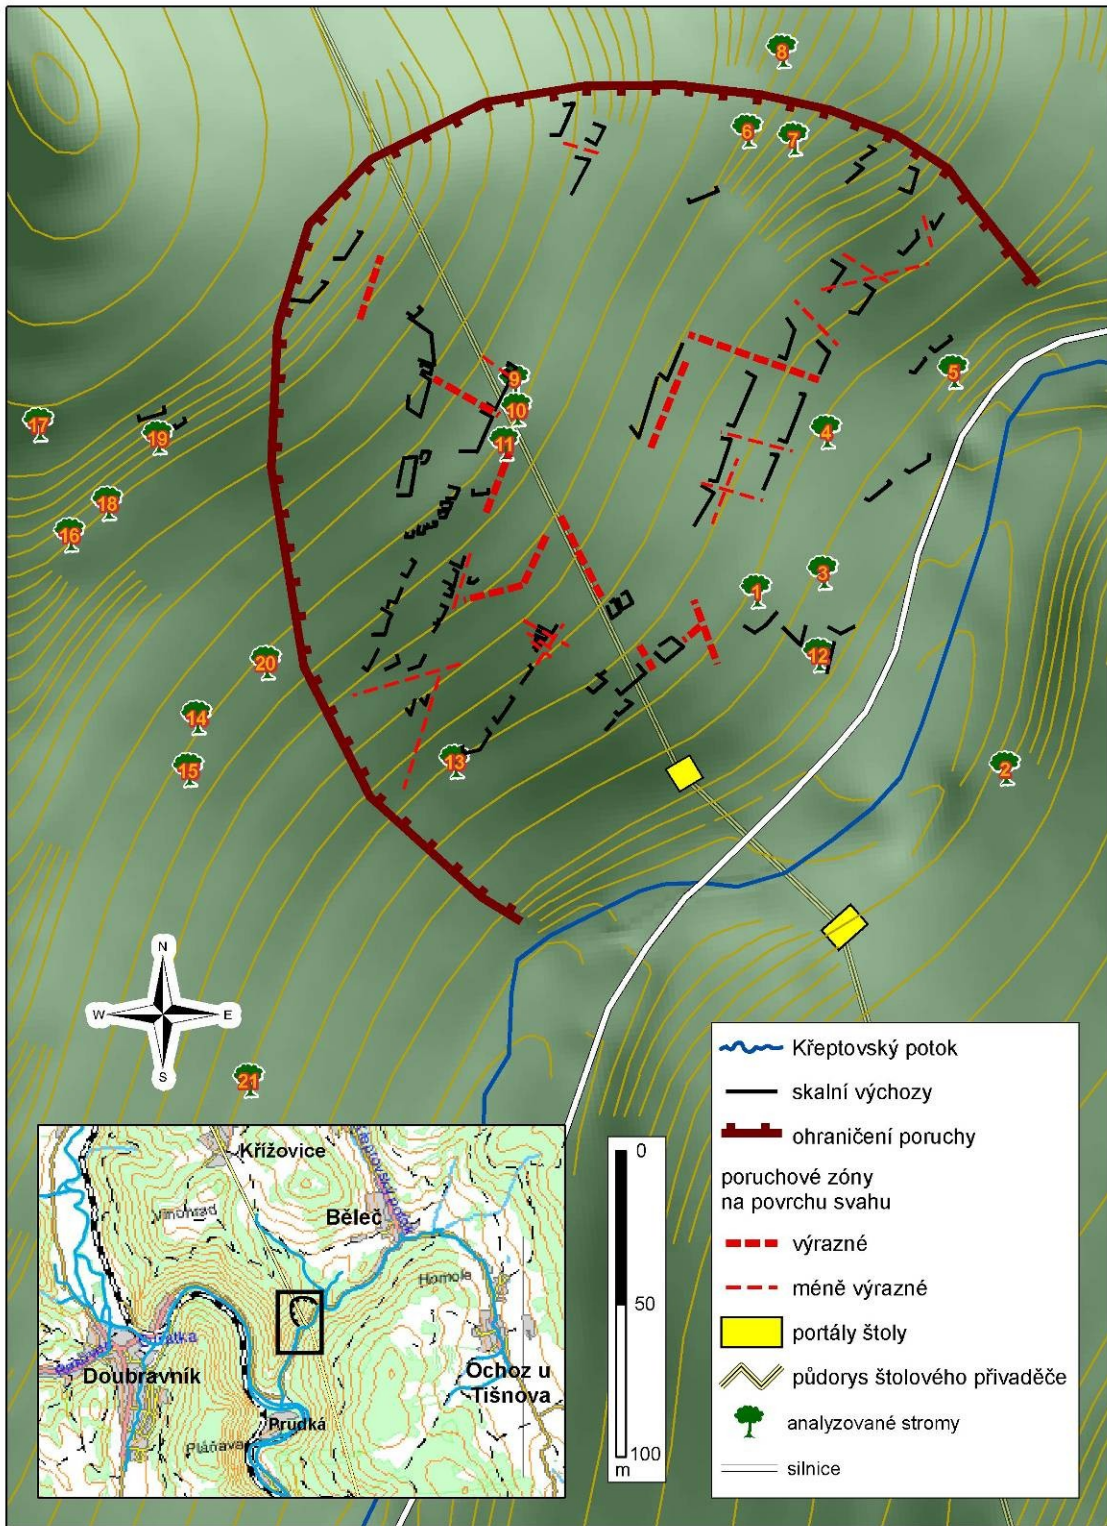 8
6
7
9
10
11
5
4
17
19
18
16
1
3
12
20
14
15
13
2
21
N
W
E
S
Křeptovský potok
skalní výchozy
ohraničení poruchy
poruchové zóny
na povrchu svahu
výrazné
méně výrazné
portály štoly
půdorys štolového přivaděče
analyzované stromy
silnice
0
50
100
m
Křížovice
Vinohrad
Běleč
Homole
Doubravník
Ochoz u
Tišnova
Prudká
Pláňava